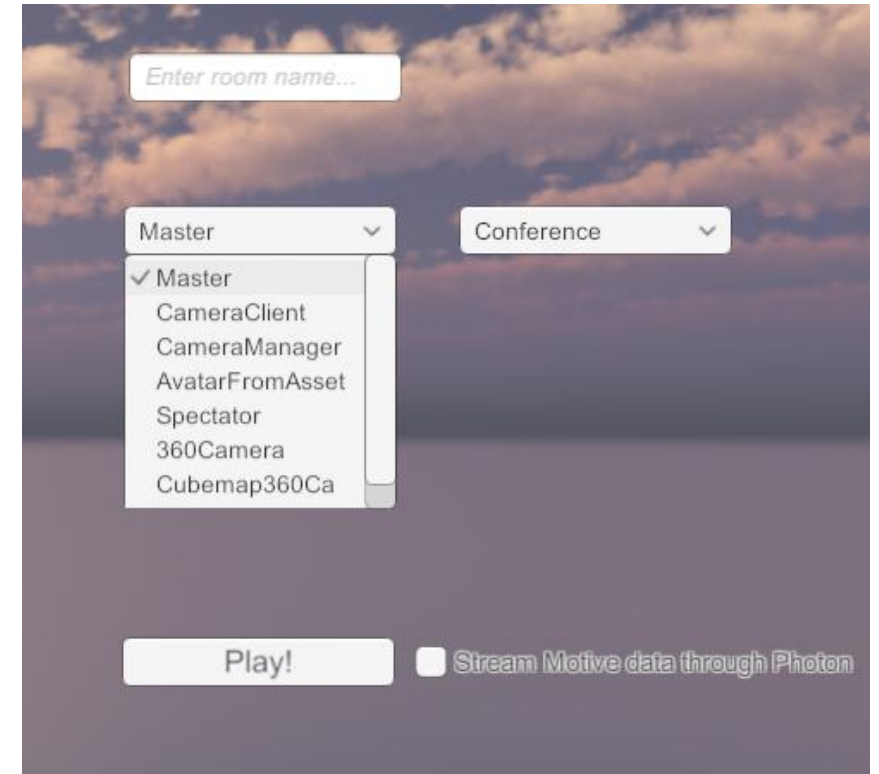 Enter room name...
Master
Conference
Master
CameraClient
CameraManager
AvatarFromAsset
Spectator
360Camera
Cubemap360Ca
Play!
Stream Motive data through Photon